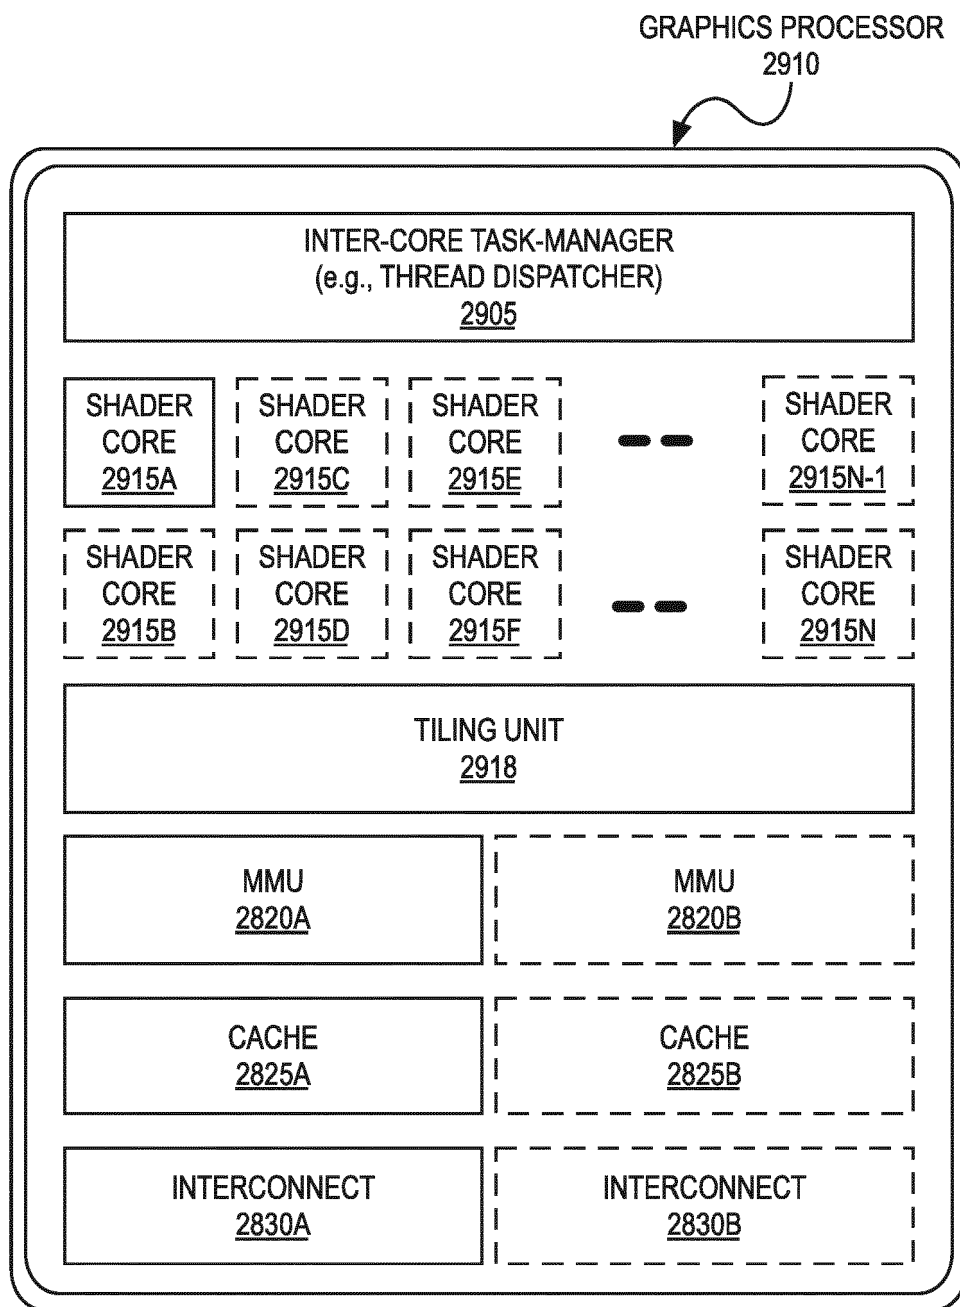 GRAPHICS PROCESSOR
2910
INTER-CORE TASK-MANAGER
(e.g., THREAD DISPATCHER)
2905
SHADER
CORE
2915A
SHADER
CORE
2915C
SHADER
CORE
2915E
SHADER
CORE
2915N-1
SHADER
CORE
2915B
SHADER
CORE
2915D
SHADER
CORE
2915F
SHADER
CORE
2915N
TILING UNIT
2918
MMU
2820A
MMU
2820B
CACHE
2825A
CACHE
2825B
INTERCONNECT
2830A
INTERCONNECT
2830B